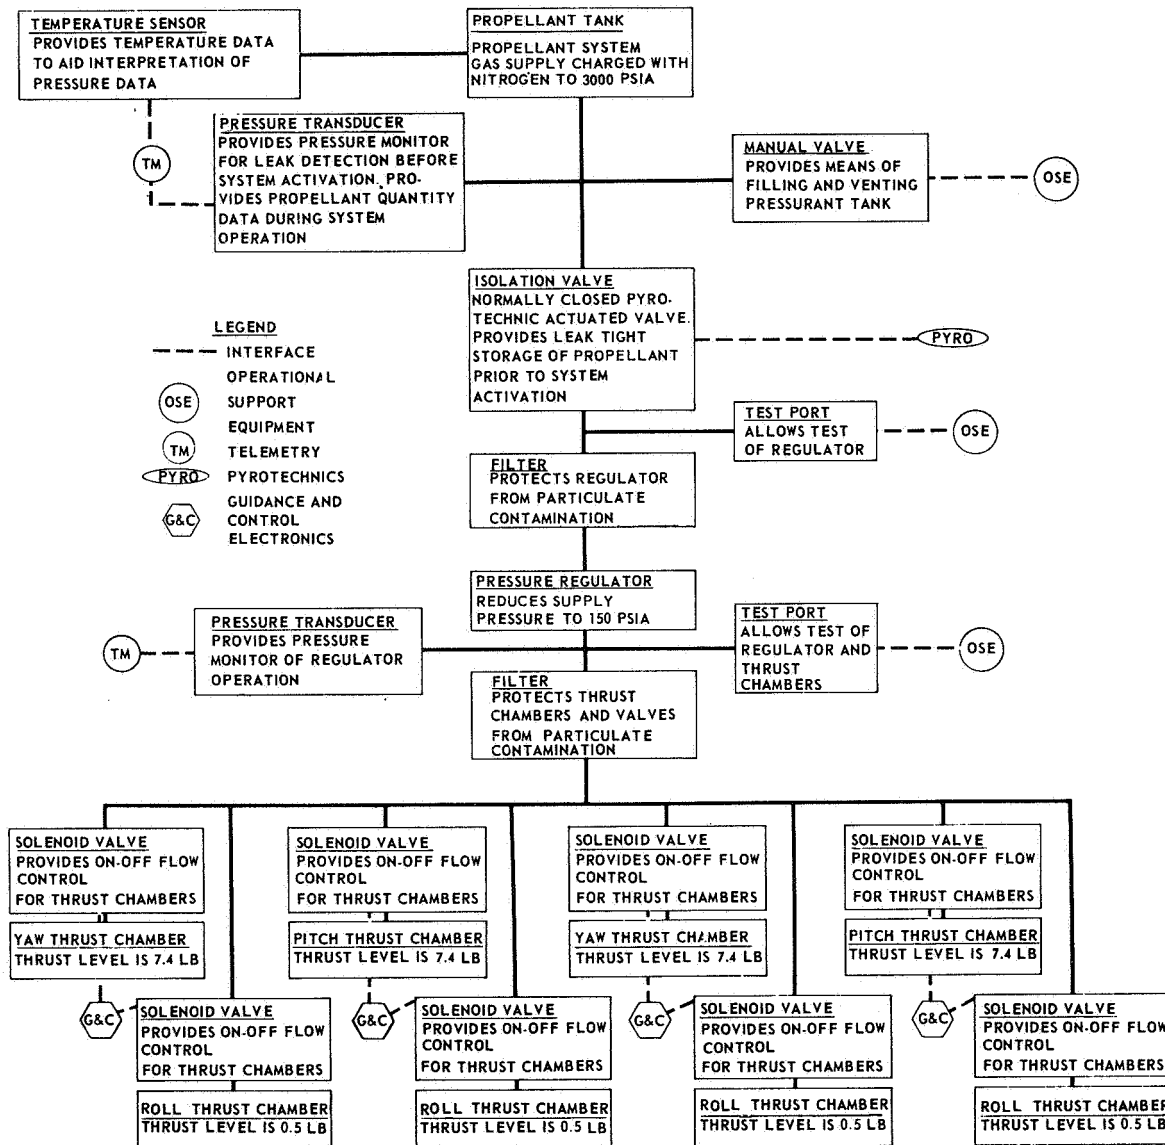 TEMPERATURE SENSOR
PROVIDES TEMPERATURE DATA
TO AID INTERPRETATION OF
PRESSURE DATA
PROPELLANT TANK
PROPELLANT SYSTEM
GAS SUPPLY CHARGED WITH
NITROGEN TO 3000 PSIA
TM
PRESSURE TRANSDUCER
PROVIDES PRESSURE MONITOR
FOR LEAK DETECTION BEFORE
SYSTEM ACTIVATION. PRO-
VIDES PROPELLANT QUANTITY
DATA DURING SYSTEM
OPERATION
MANUAL VALVE
PROVIDES MEANS OF
FILLING AND VENTING
PRESSURANT TANK
OSE
ISOLATION VALVE
NORMALLY CLOSED PYRO-
TECHNIC ACTUATED VALVE.
PROVIDES LEAK TIGHT
STORAGE OF PROPELLANT
PRIOR TO SYSTEM
ACTIVATION
PYRO
LEGEND
INTERFACE
OPERATIONAL
OSE SUPPORT
EQUIPMENT
TM TELEMETRY
PYRO PYROTECHNICS
GUIDANCE AND
G&C CONTROL
ELECTRONICS
TEST PORT
ALLOWS TEST
OF REGULATOR
OSE
FILTER
PROTECTS REGULATOR
FROM PARTICULATE
CONTAMINATION
PRESSURE REGULATOR
REDUCES SUPPLY
PRESSURE TO 150 PSIA
TM
PRESSURE TRANSDUCER
PROVIDES PRESSURE
MONITOR OF REGULATOR
OPERATION
TEST PORT
ALLOWS TEST OF
REGULATOR AND
THRUST
CHAMBERS
OSE
FILTER
PROTECTS THRUST
CHAMBERS AND VALVES
FROM PARTICULATE
CONTAMINATION
SOLENOID VALVE
PROVIDES ON-OFF FLOW
CONTROL
FOR THRUST CHAMBERS
YAW THRUST CHAMBER
THRUST LEVEL IS 7.4 LB
G&C
SOLENOID VALVE
PROVIDES ON-OFF FLOW
CONTROL
FOR THRUST CHAMBERS
ROLL THRUST CHAMBER
THRUST LEVEL IS 0.5 LB
SOLENOID VALVE
PROVIDES ON-OFF FLOW
CONTROL
FOR THRUST CHAMBERS
PITCH THRUST CHAMBER
THRUST LEVEL IS 7.4 LB
G&C
SOLENOID VALVE
PROVIDES ON-OFF FLOW
CONTROL
FOR THRUST CHAMBERS
ROLL THRUST CHAMBER
THRUST LEVEL IS 0.5 LB
SOLENOID VALVE
PROVIDES ON-OFF FLOW
CONTROL
FOR THRUST CHAMBERS
YAW THRUST CHAMBER
THRUST LEVEL IS 7.4 LB
G&C
SOLENOID VALVE
PROVIDES ON-OFF FLOW
CONTROL
FOR THRUST CHAMBERS
ROLL THRUST CHAMBER
THRUST LEVEL IS 0.5 LB
SOLENOID VALVE
PROVIDES ON-OFF FLOW
CONTROL
FOR THRUST CHAMBERS
PITCH THRUST CHAMBER
THRUST LEVEL IS 7.4 LB
G&C
SOLENOID VALVE
PROVIDES ON-OFF FLOW
CONTROL
FOR THRUST CHAMBERS
ROLL THRUST CHAMBER
THRUST LEVEL IS 0.5 LB